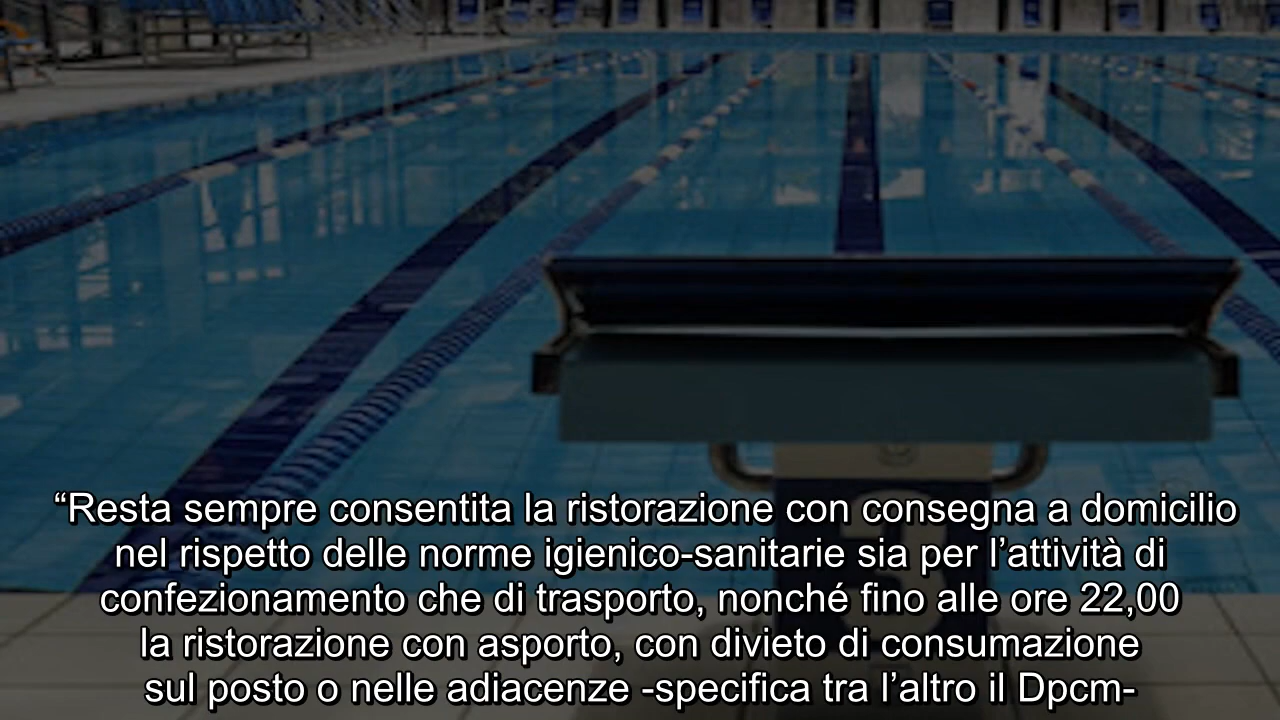 “Resta sempre consentita la ristorazione con consegna a domicilio
nel rispetto delle norme igienico-sanitarie sia per l’attività di
confezionamento che di trasporto, nonché fino alle ore 22,00
la ristorazione con asporto, con divieto di consumazione
sul posto o nelle adiacenze -specifica tra l’altro il Dpcm-